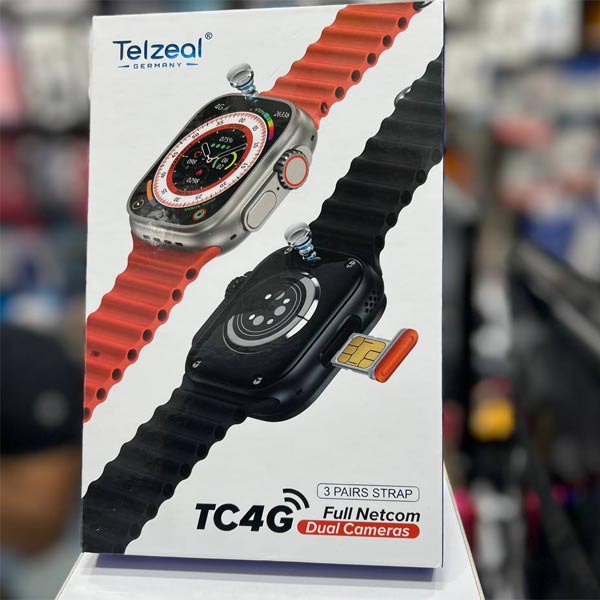 Telzeal®
GERMANY
3 PAIRS STRAP
TC4G
Full Netcom
Dual Cameras